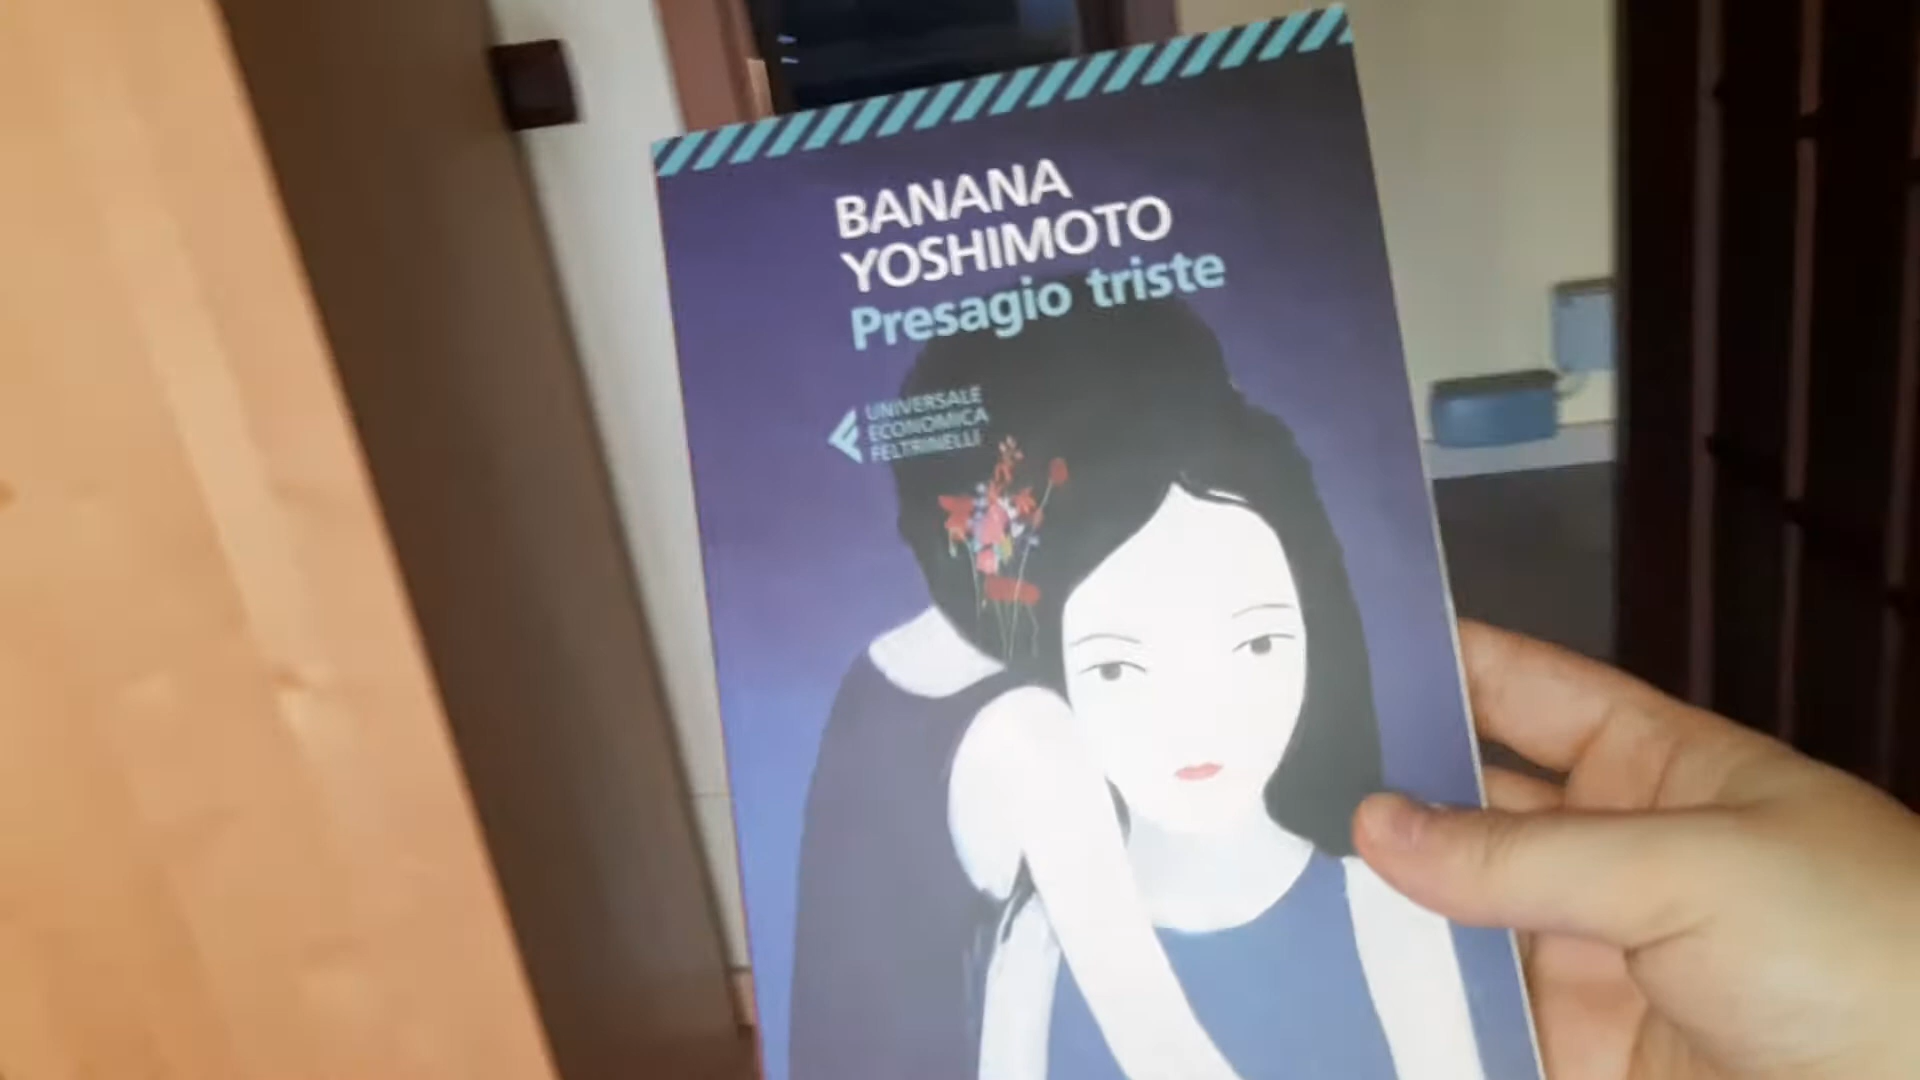 BANANA
YOSHIMOTO
Presagio triste
UNIVERSALE
ECONOMICA
FELTRINELLI